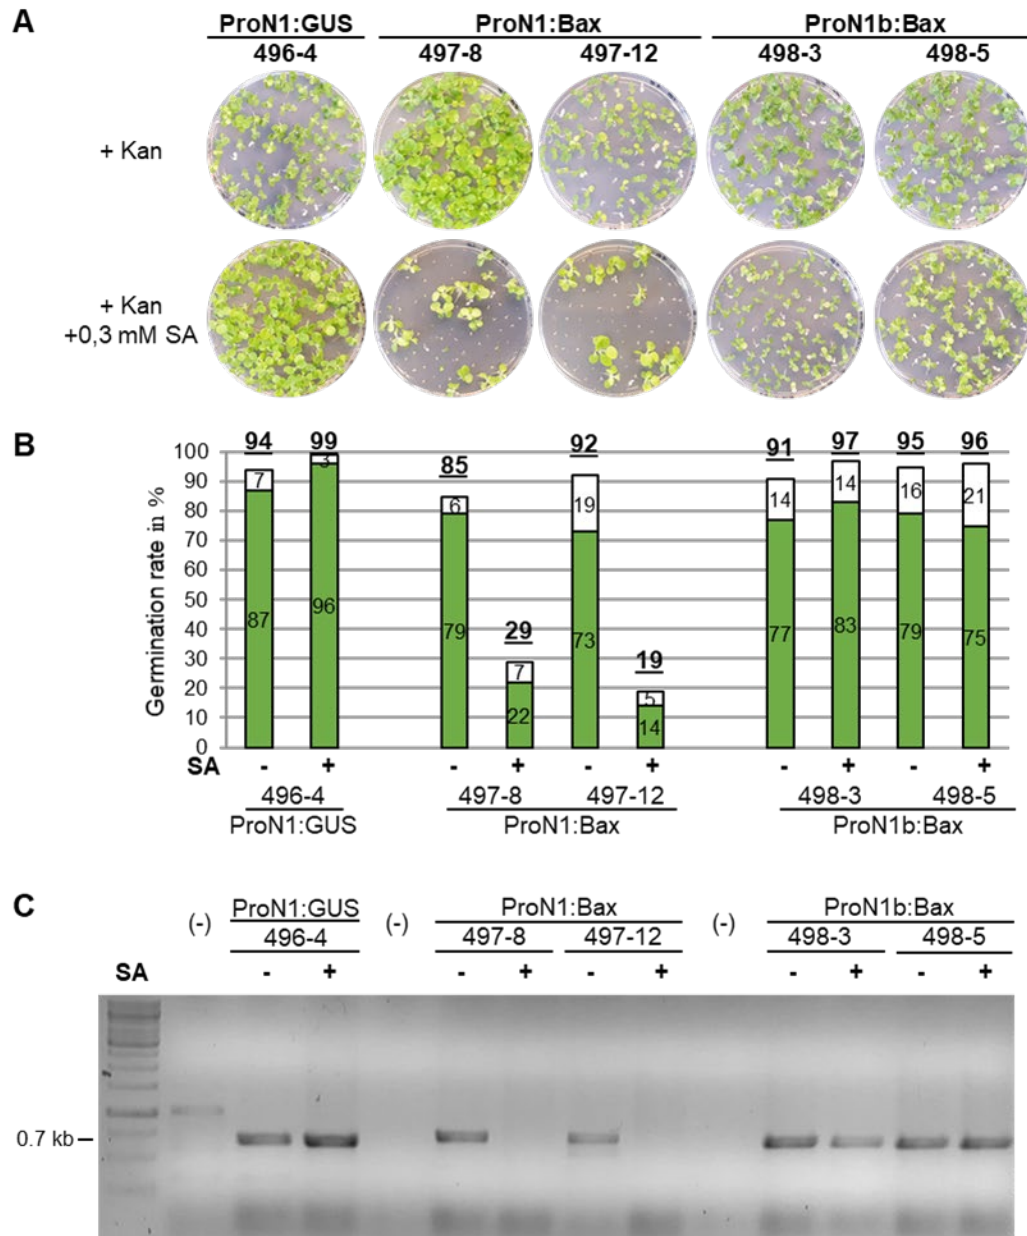 A
ProN1:GUS ProN1:Bax ProN1b:Bax
496-4 497-8 497-12 498-3 498-5
+ Kan
+ Kan
+0,3 mM SA
B
Germination rate in %
100
90
80
70
60
50
40
30
20
10
0
94 99 85 29 92 19 91 97 95 96
7 3 6 7 19 5 14 14 16 21
87 96 79 22 73 14 77 83 79 75
SA - + - + - + - + - +
496-4 497-8 497-12 498-3 498-5
ProN1:GUS ProN1:Bax ProN1b:Bax
C
(-) ProN1:GUS (-) ProN1:Bax (-) ProN1b:Bax
496-4 497-8 497-12 498-3 498-5
SA - + - + - + - + - +
0.7 kb